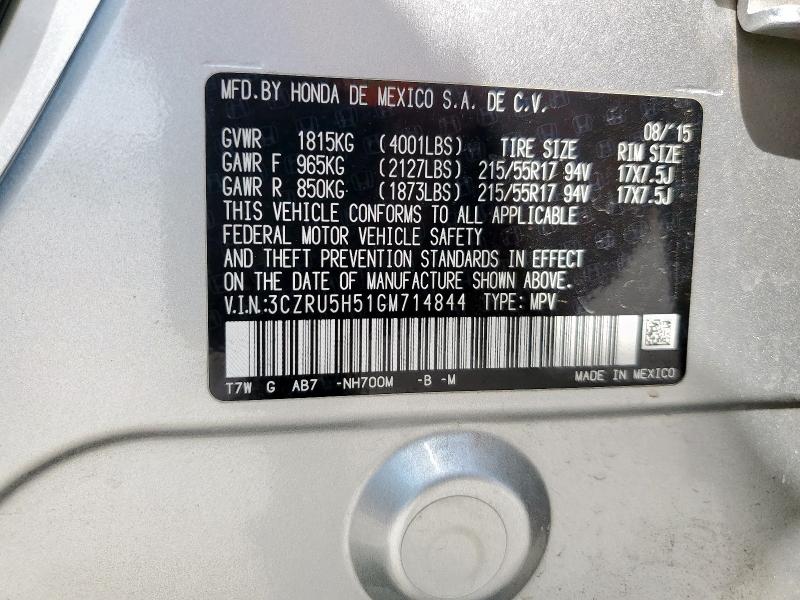 MFD.BY HONDA DE MEXICO S.A. DE C.V.
08/'15
GVWR 1815KG (4001LBS) TIRE SIZE RIM SIZE
GAWR F 965KG (2127LBS) 215/55R17 94V 17X7.5J
GAWR R 850KG (1873LBS) 215/55R17 94V 17X7.5J
THIS VEHICLE CONFORMS TO ALL APPLICABLE
FEDERAL MOTOR VEHICLE SAFETY
AND THEFT PREVENTION STANDARDS IN EFFECT
ON THE DATE OF MANUFACTURE SHOWN ABOVE.
V.I.N.:3CZRU5H51GM714844 TYPE: MPV
T7W G AB7 -NH700M -B -M MADE IN MEXICO